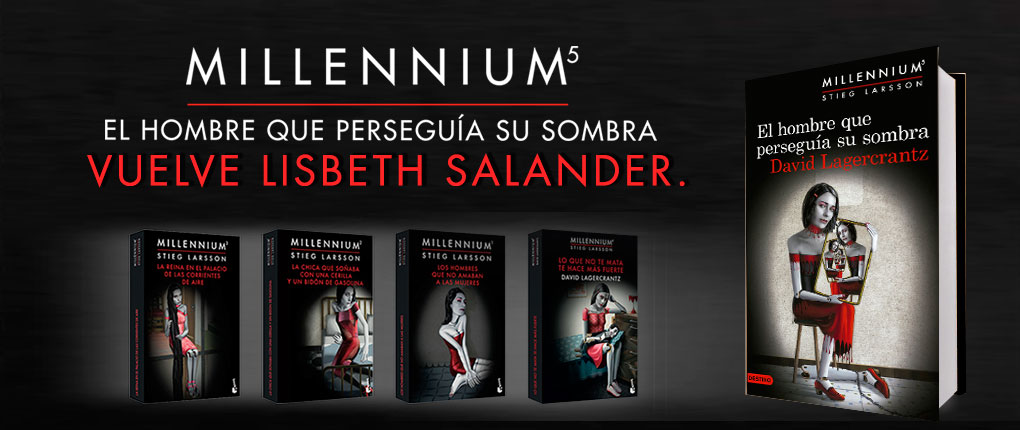 MILLENNIUM⁵
EL HOMBRE QUE PERSEGUÍA SU SOMBRA
VUELVE LISBETH SALANDER.
MILLENNIUM³
STIEG LARSSON
LA REINA EN EL PALACIO
DE LAS CORRIENTES
DE AIRE
MILLENNIUM²
STIEG LARSSON
LA CHICA QUE SOÑABA
CON UNA CERILLA
Y UN BIDÓN DE GASOLINA
MILLENNIUM¹
STIEG LARSSON
LOS HOMBRES
QUE NO AMABAN
A LAS MUJERES
MILLENNIUM⁴
STIEG LARSSON
LO QUE NO TE MATA
TE HACE MÁS FUERTE
DAVID LAGERCRANTZ
MILLENNIUM⁵
STIEG LARSSON
El hombre que
perseguía su sombra
David Lagercrantz
DESTINO